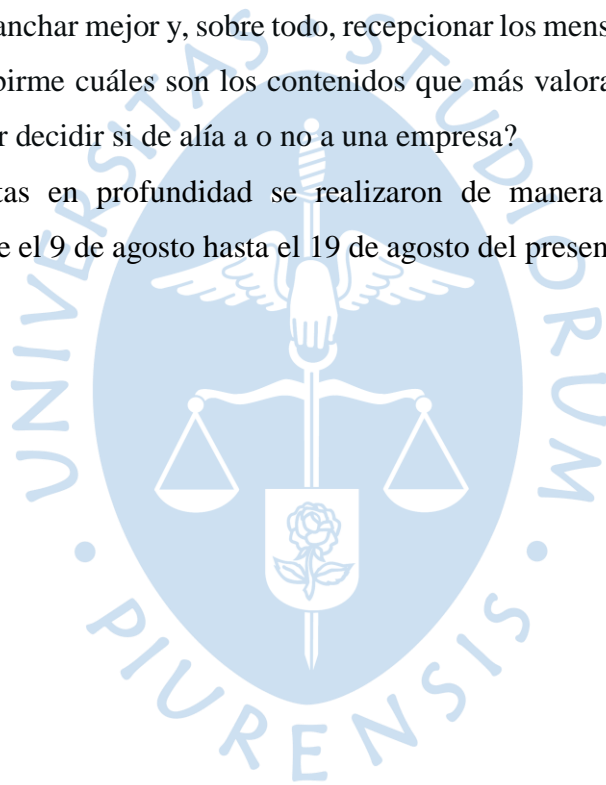 anchar mejor y, sobre todo, recepcionar los mens
birme cuáles son los contenidos que más valora
r decidir si de alía a o no a una empresa?
tas en profundidad se realizaron de manera
e el 9 de agosto hasta el 19 de agosto del presen
UNIVERSITAS STUDIORUM
• PIURENSIS •